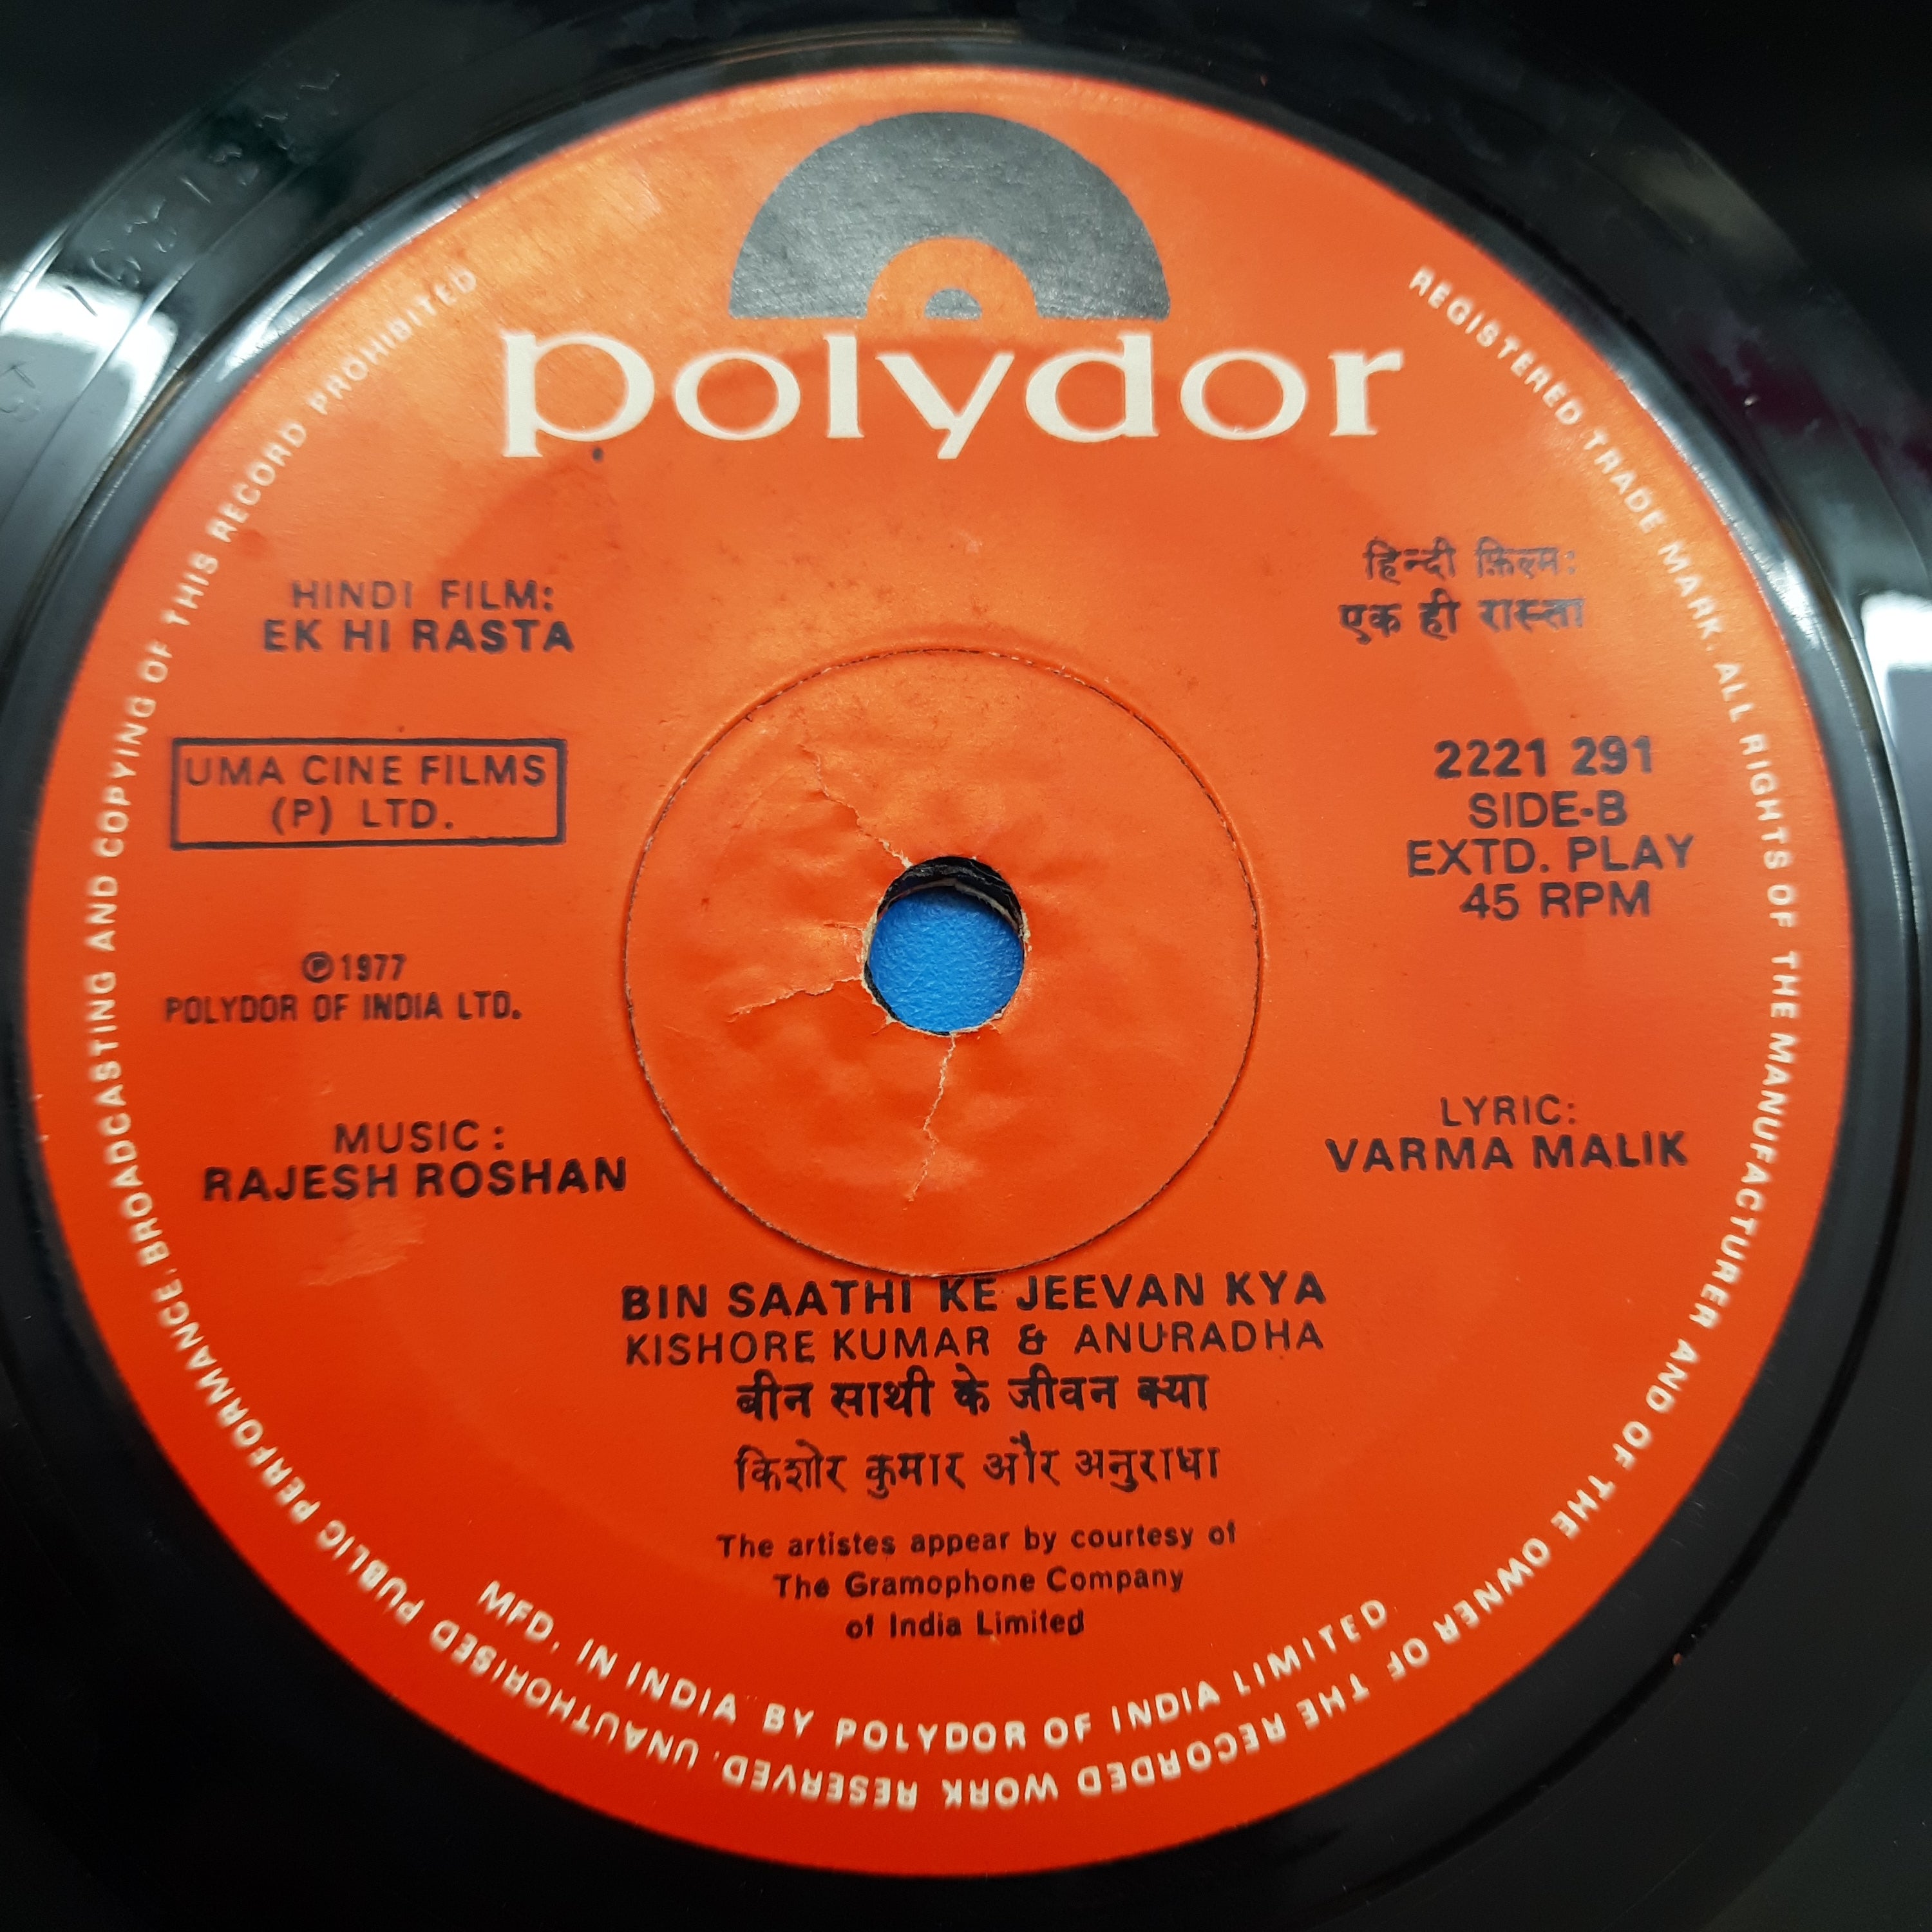 polydor
HINDI FILM:
EK HI RASTA
हिन्दी फ़िल्म:
एक ही रास्ता
UMA CINE FILMS
(P) LTD.
2221 291
SIDE-B
EXTD. PLAY
45 RPM
℗1977
POLYDOR OF INDIA LTD.
MUSIC:
RAJESH ROSHAN
LYRIC:
VARMA MALIK
BIN SAATHI KE JEEVAN KYA
KISHORE KUMAR & ANURADHA
बीन साथी के जीवन क्या
किशोर कुमार और अनुराधा
The artistes appear by courtesy of
The Gramophone Company
of India Limited
MFD. IN INDIA BY POLYDOR OF INDIA LIMITED
REGISTERED TRADE MARK. ALL RIGHTS OF THE MANUFACTURER AND OF THE OWNER OF THE RECORDED WORK RESERVED. UNAUTHORISED PUBLIC PERFORMANCE, BROADCASTING AND COPYING OF THIS RECORD PROHIBITED